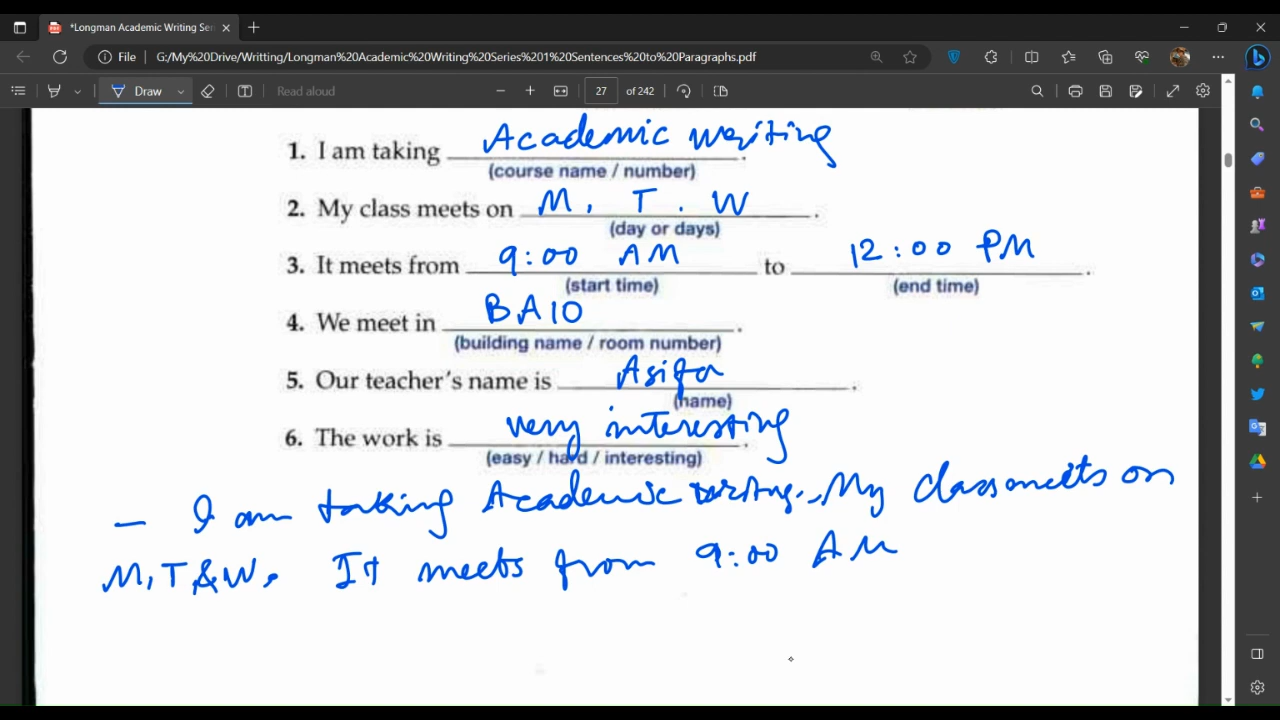 *Longman Academic Writing Ser
File G:/My%20Drive/Writting/Longman%20Academic%20Writing%20Series%201%20Sentences%20to%20Paragraphs.pdf
Draw Read aloud 27 of 242
1. I am taking Academic writing.
(course name / number)
2. My class meets on M, T. W.
(day or days)
3. It meets from 9:00 AM to 12:00 PM.
(start time) (end time)
4. We meet in BA10.
(building name / room number)
5. Our teacher's name is Asifa.
(name)
6. The work is very interesting.
(easy / hard / interesting)
– I am taking Academic writing. My class meets on
M, T & W. It meets from 9:00 AM